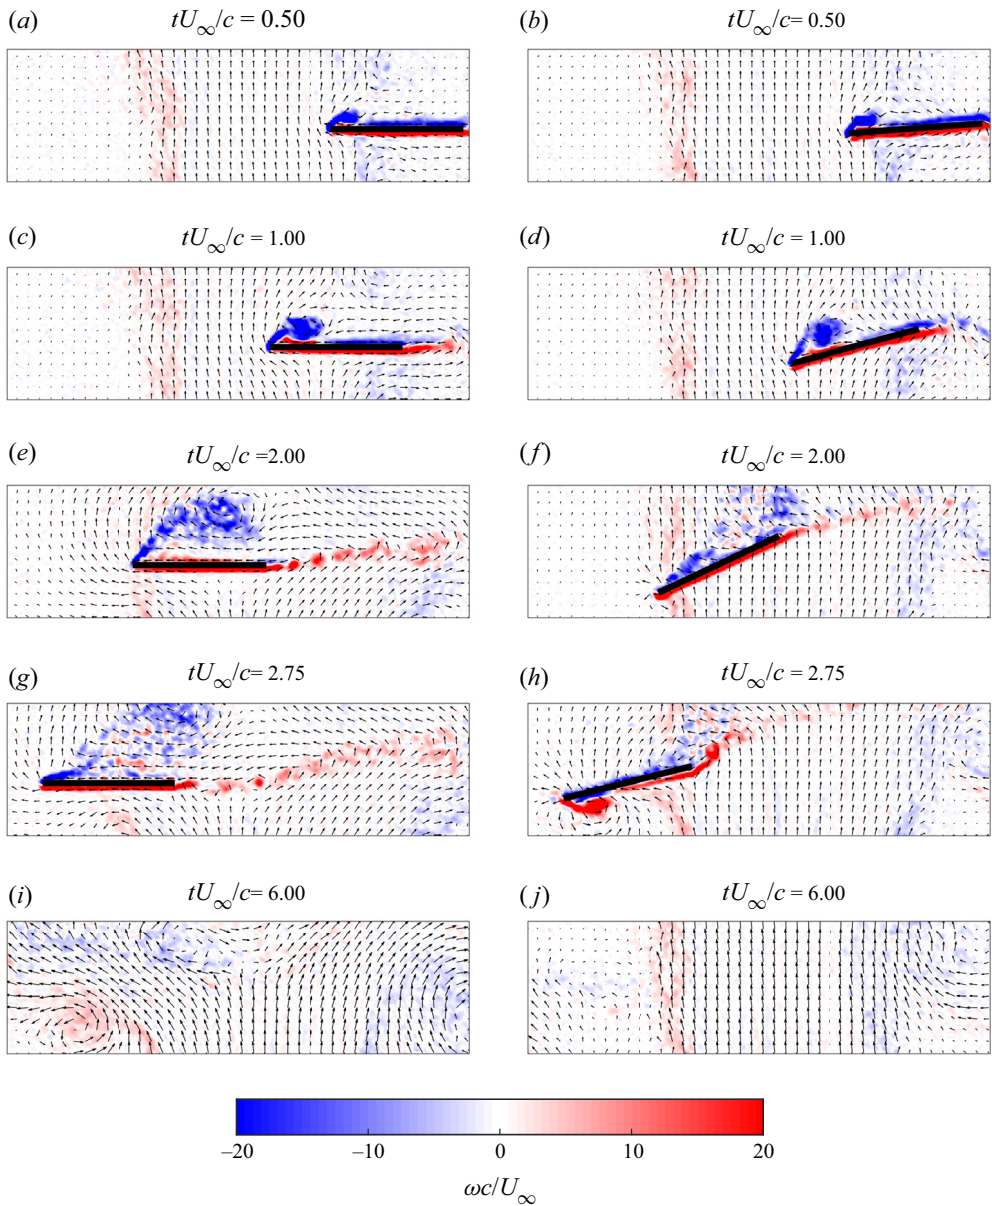 (a) tU∞/c = 0.50
(b) tU∞/c= 0.50
(c) tU∞/c = 1.00
(d) tU∞/c = 1.00
(e) tU∞/c =2.00
(f) tU∞/c = 2.00
(g) tU∞/c= 2.75
(h) tU∞/c = 2.75
(i) tU∞/c= 6.00
(j) tU∞/c = 6.00
–20 –10 0 10 20
ωc/U∞